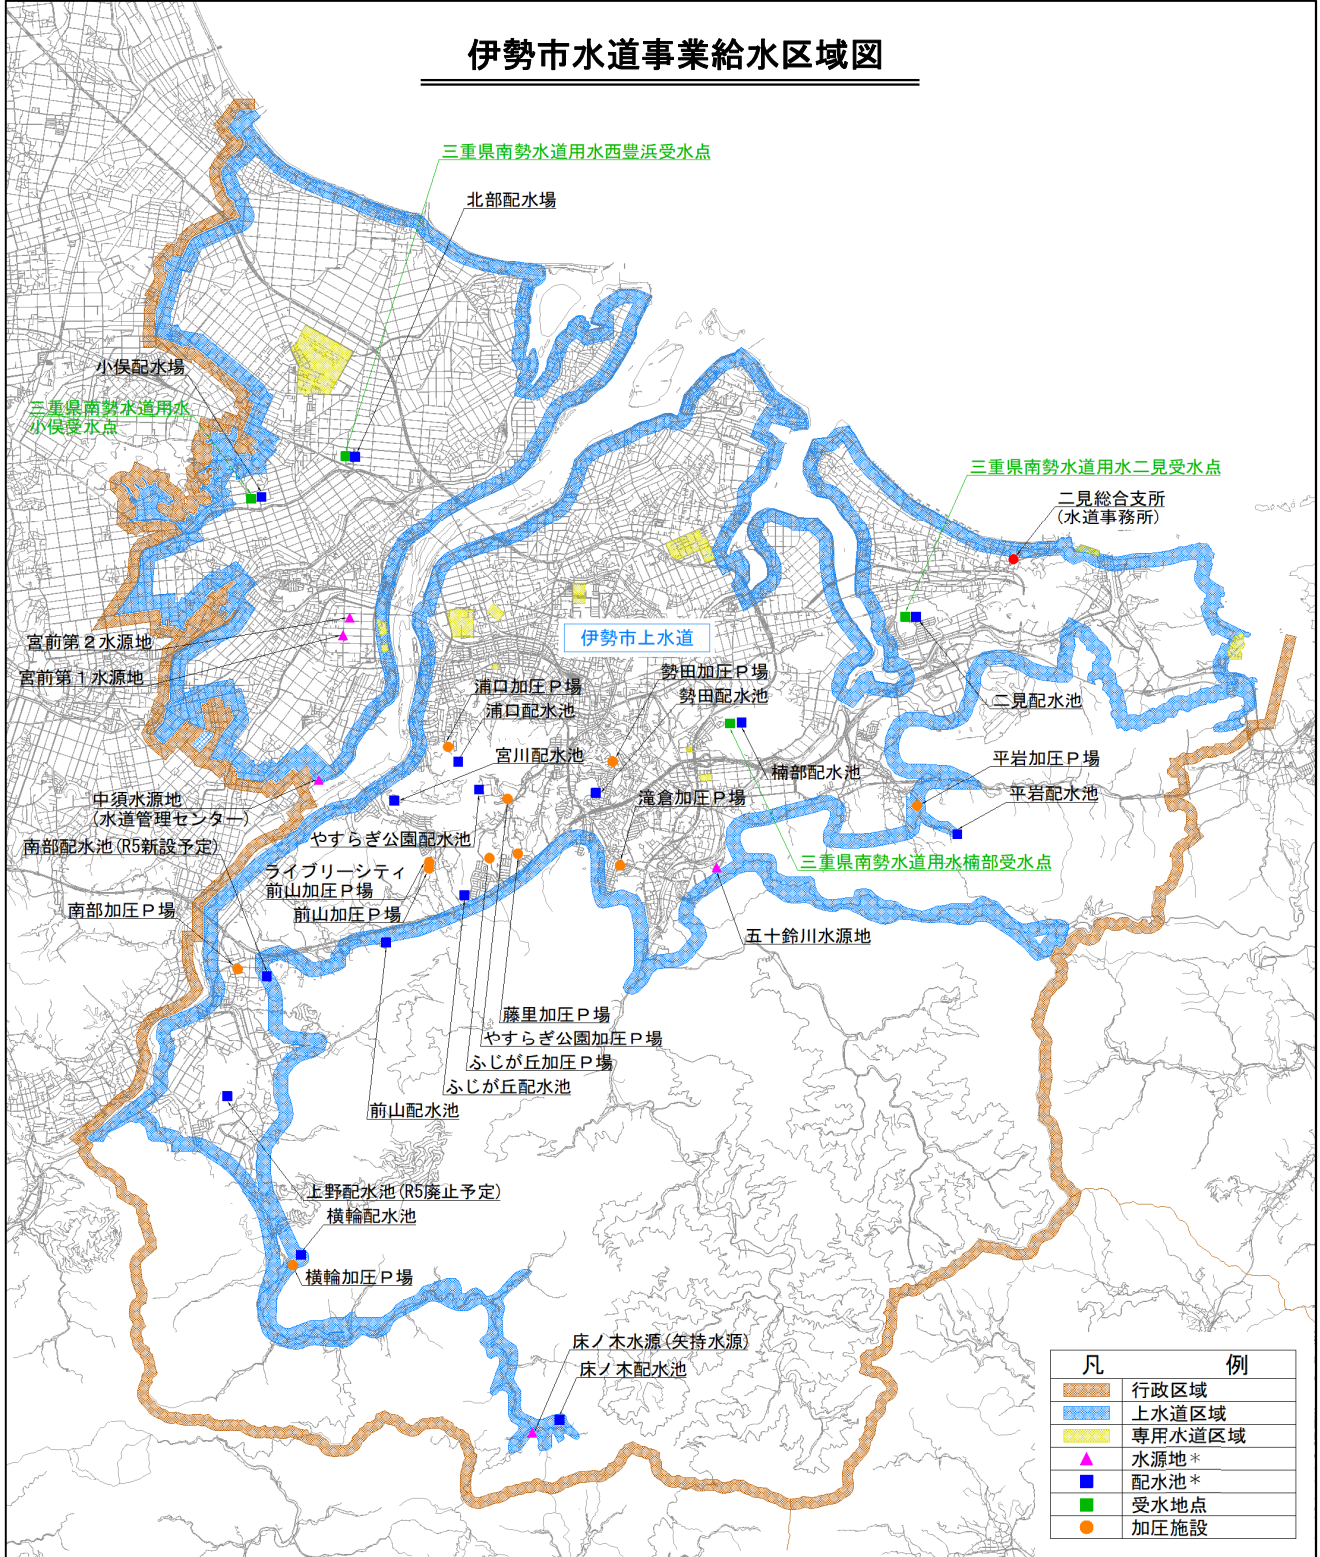 伊勢市水道事業給水区域図
三重県南勢水道用水西豊浜受水点
北部配水場
小俣配水場
三重県南勢水道用水
小俣受水点
三重県南勢水道用水二見受水点
二見総合支所
(水道事務所)
宮前第２水源地
宮前第１水源地
伊勢市上水道
浦口加圧Ｐ場
浦口配水池
勢田加圧Ｐ場
勢田配水池
二見配水池
宮川配水池
楠部配水池
平岩加圧Ｐ場
平岩配水池
中須水源地
(水道管理センター)
滝倉加圧Ｐ場
やすらぎ公園配水池
南部配水池(R5新設予定)
三重県南勢水道用水楠部受水点
ライブリーシティ
前山加圧Ｐ場
前山加圧Ｐ場
南部加圧Ｐ場
五十鈴川水源地
藤里加圧Ｐ場
やすらぎ公園加圧Ｐ場
ふじが丘加圧Ｐ場
ふじが丘配水池
前山配水池
上野配水池(R5廃止予定)
横輪配水池
横輪加圧Ｐ場
床ノ木水源(矢持水源)
床ノ木配水池
凡例
行政区域
上水道区域
専用水道区域
水源地＊
配水池＊
受水地点
加圧施設